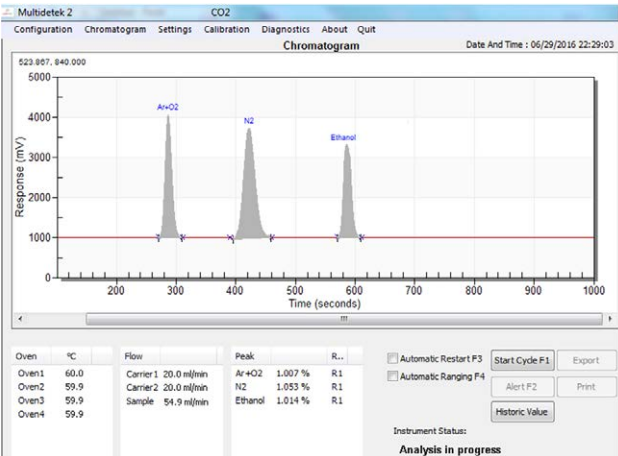 Multidetek 2 CO2
Configuration Chromatogram Settings Calibration Diagnostics About Quit
Chromatogram Date And Time : 06/29/2016 22:29:03
523.867, 840.000
5000
4000
3000
2000
1000
0
Response (mV)
Ar+O2
N2
Ethanol
200 300 400 500 600 700 800 900 1000
Time (seconds)
Oven °C
Oven1 60.0
Oven2 59.9
Oven3 59.9
Oven4 59.9
Flow
Carrier1 20.0 ml/min
Carrier2 20.0 ml/min
Sample 54.9 ml/min
Peak R..
Ar+O2 1.007 % R1
N2 1.053 % R1
Ethanol 1.014 % R1
Automatic Restart F3
Automatic Ranging F4
Start Cycle F1 Export
Alert F2 Print
Historic Value
Instrument Status:
Analysis in progress